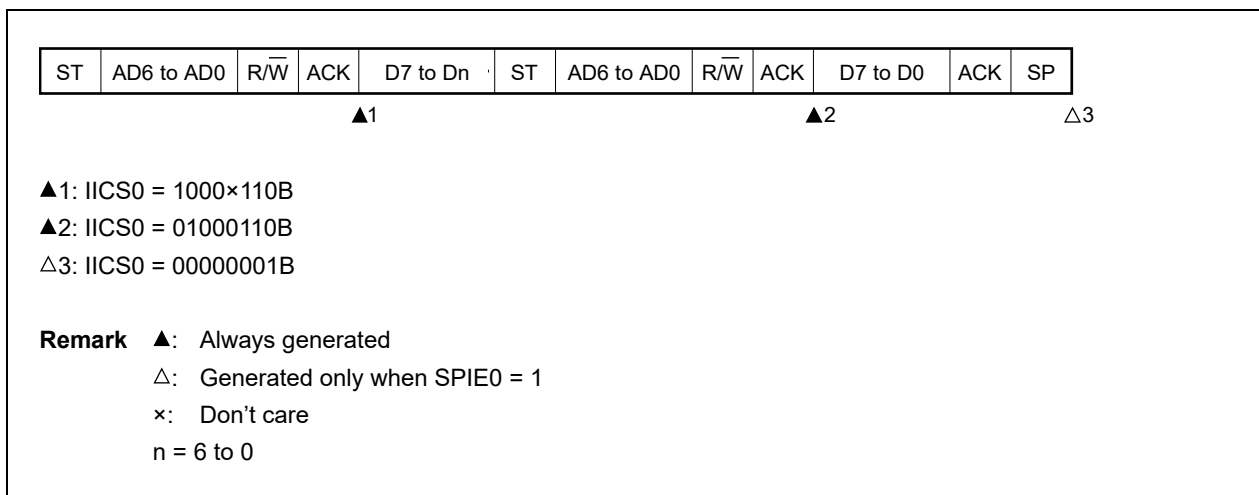 ST AD6 to AD0 R/W̅ ACK D7 to Dn ST AD6 to AD0 R/W̅ ACK D7 to D0 ACK SP
▲1 ▲2 △3
▲1: IICS0 = 1000×110B
▲2: IICS0 = 01000110B
△3: IICS0 = 00000001B
Remark ▲: Always generated
△: Generated only when SPIE0 = 1
×: Don’t care
n = 6 to 0